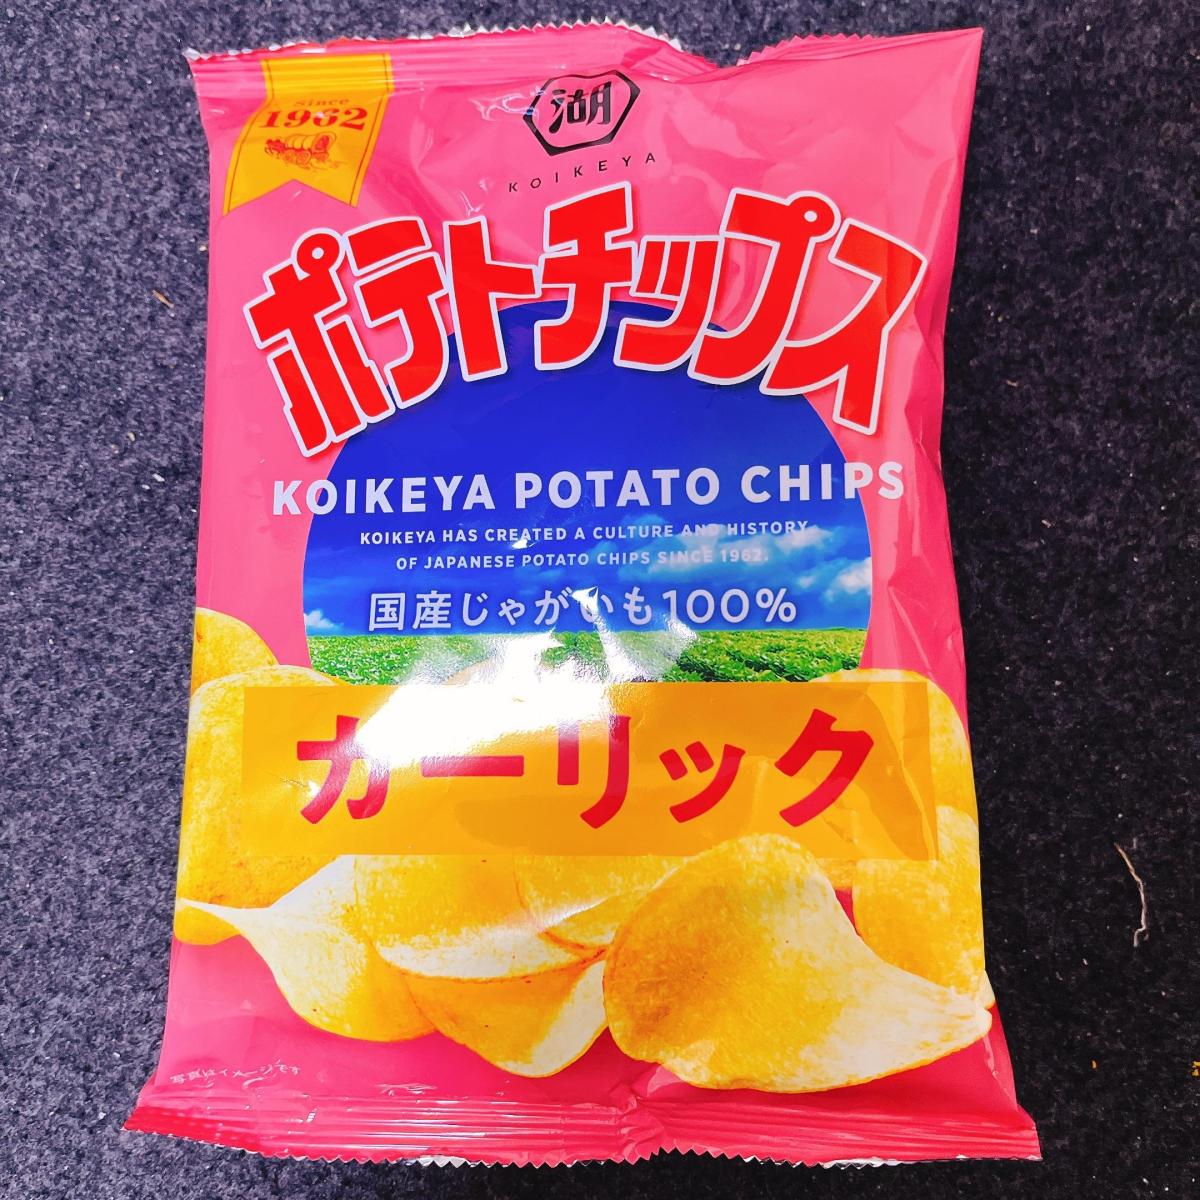 Since
1962
湖
KOIKEYA
ポテトチップス
KOIKEYA POTATO CHIPS
KOIKEYA HAS CREATED A CULTURE AND HISTORY
OF JAPANESE POTATO CHIPS SINCE 1962.
国産じゃがいも100%
ガーリック
写真はイメージです